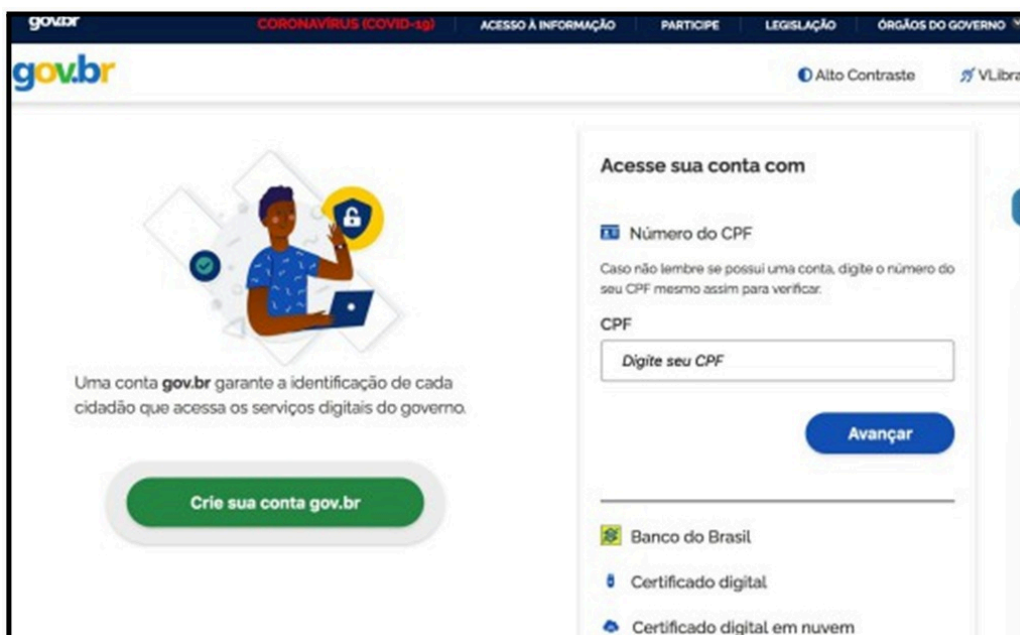 gov.br
CORONAVÍRUS (COVID-19)
ACESSO À INFORMAÇÃO
PARTICIPE
LEGISLAÇÃO
ÓRGÃOS DO GOVERNO
gov.br
Alto Contraste
VLibra
Uma conta gov.br garante a identificação de cada
cidadão que acessa os serviços digitais do governo.
Crie sua conta gov.br
Acesse sua conta com
Número do CPF
Caso não lembre se possui uma conta, digite o número do
seu CPF mesmo assim para verificar.
CPF
Digite seu CPF
Avançar
Banco do Brasil
Certificado digital
Certificado digital em nuvem